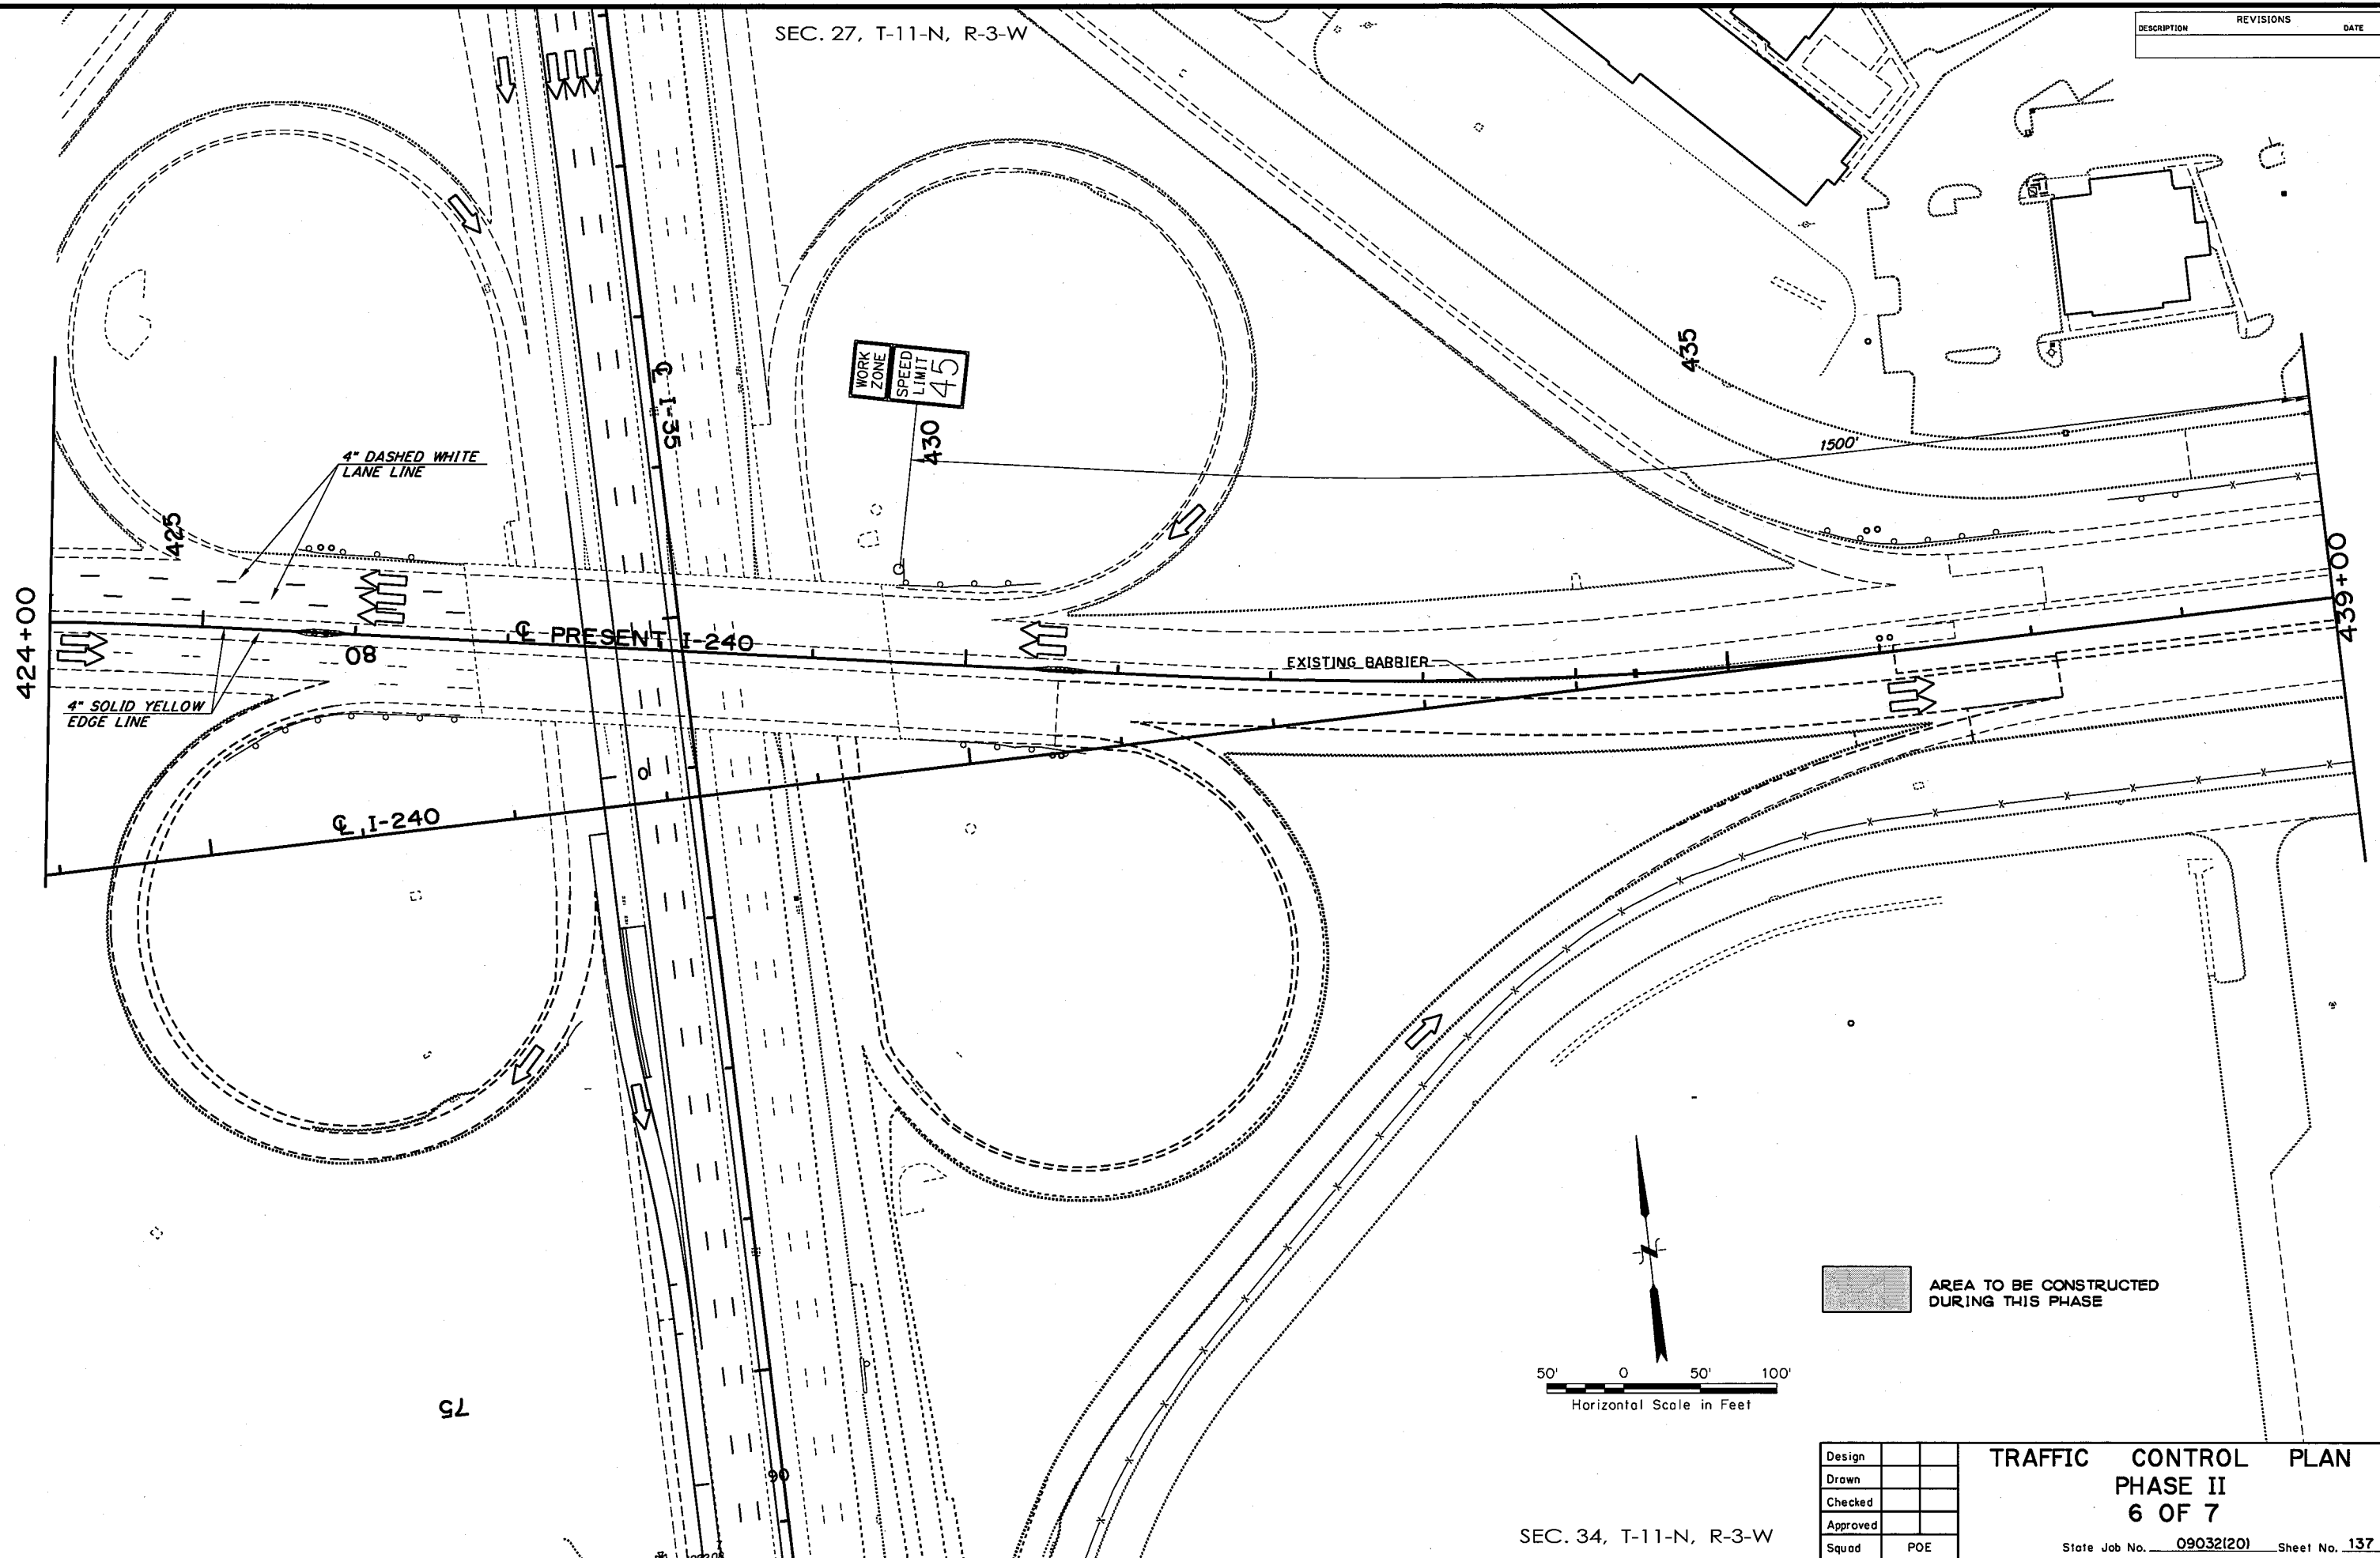 SEC. 27, T-11-N, R-3-W
REVISIONS
DESCRIPTION
DATE
WORK
ZONE
SPEED
LIMIT
45
430
435
1500'
℄ I-35
4" DASHED WHITE
LANE LINE
425
424+00
439+00
℄ PRESENT I-240
80
EXISTING BARRIER
4" SOLID YELLOW
EDGE LINE
℄ I-240
N
AREA TO BE CONSTRUCTED
DURING THIS PHASE
50' 0 50' 100'
Horizontal Scale in Feet
75
90
SEC. 34, T-11-N, R-3-W
Design
Drawn
Checked
Approved
Squad POE
TRAFFIC CONTROL PLAN
PHASE II
6 OF 7
State Job No. 09032(20) Sheet No. 137